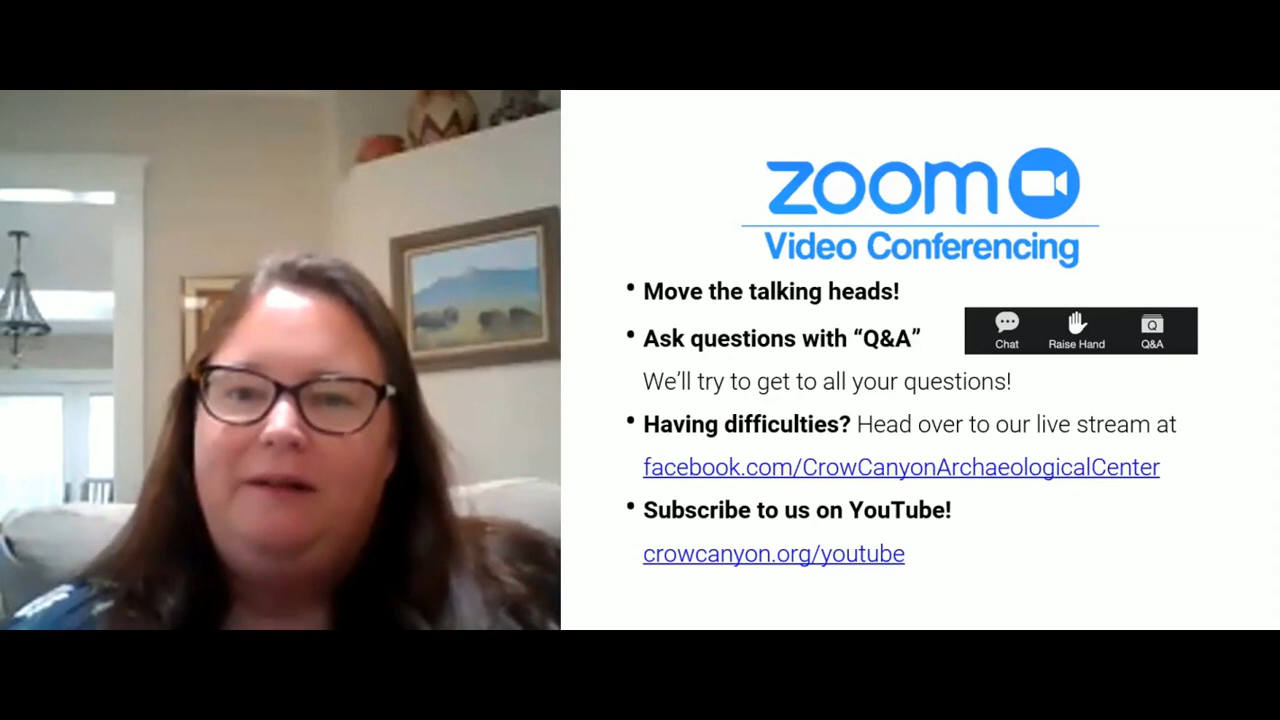 zoom
Video Conferencing
• Move the talking heads!
• Ask questions with “Q&A”
Chat Raise Hand Q&A
We’ll try to get to all your questions!
• Having difficulties? Head over to our live stream at
facebook.com/CrowCanyonArchaeologicalCenter
• Subscribe to us on YouTube!
crowcanyon.org/youtube